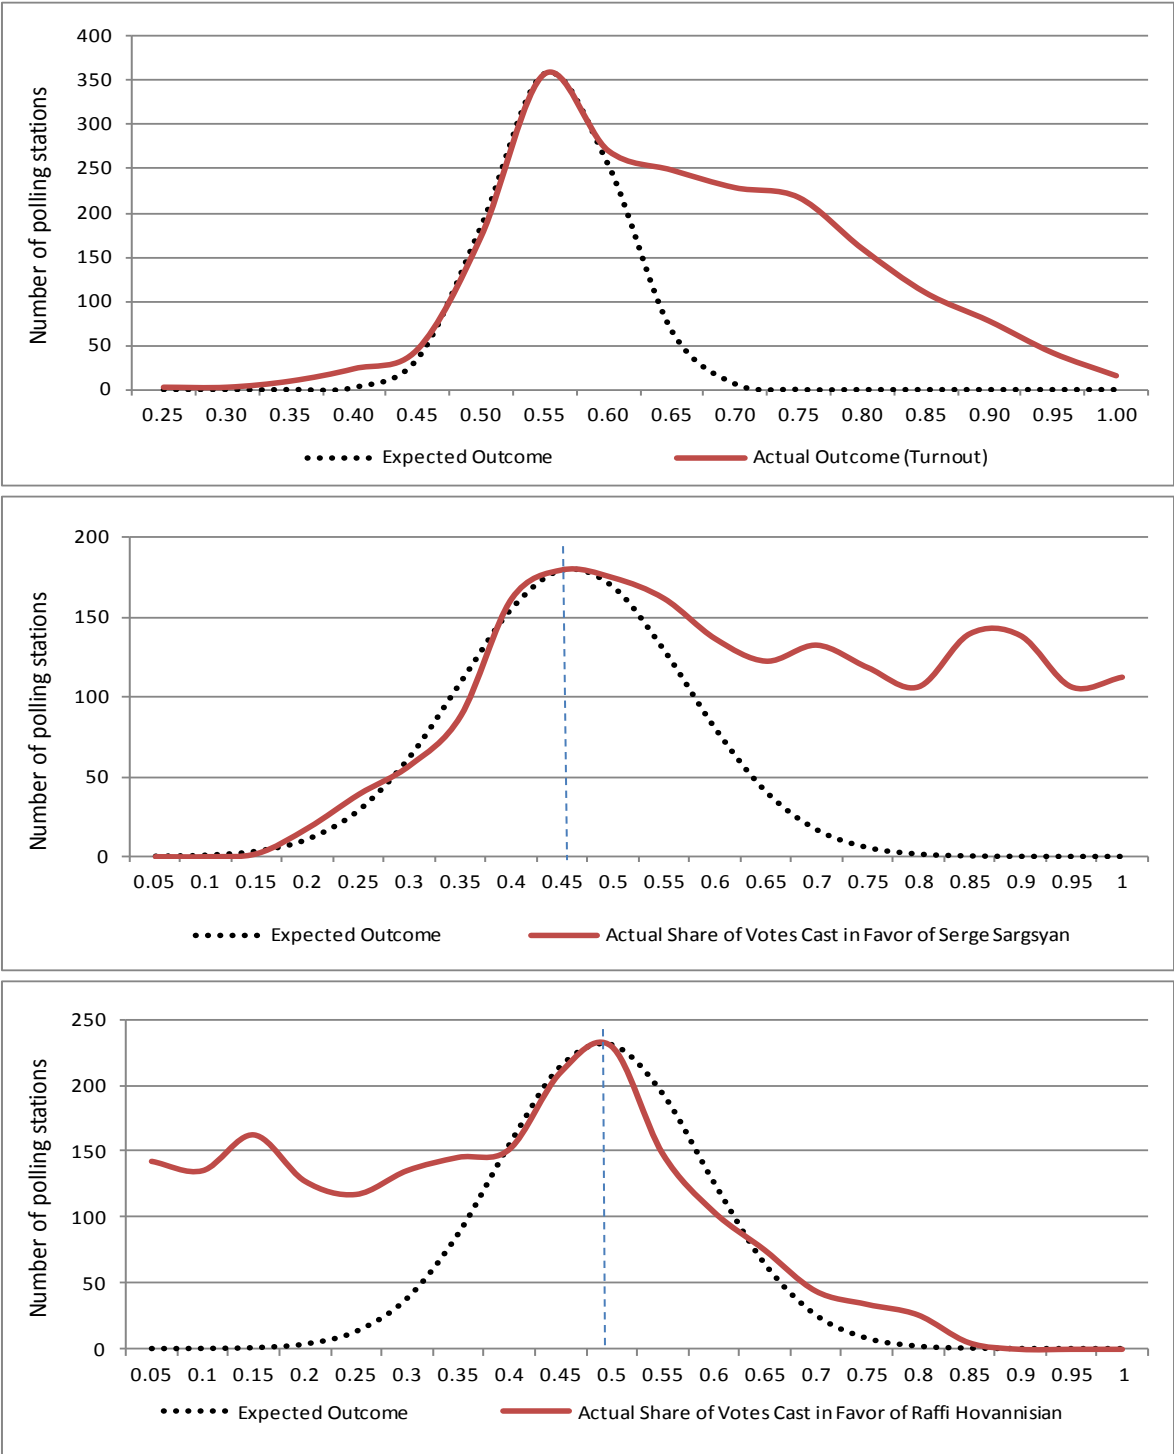 Number of polling stations
400
350
300
250
200
150
100
50
0
0.25 0.30 0.35 0.40 0.45 0.50 0.55 0.60 0.65 0.70 0.75 0.80 0.85 0.90 0.95 1.00
Expected Outcome Actual Outcome (Turnout)
Number of polling stations
200
150
100
50
0
0.05 0.1 0.15 0.2 0.25 0.3 0.35 0.4 0.45 0.5 0.55 0.6 0.65 0.7 0.75 0.8 0.85 0.9 0.95 1
Expected Outcome Actual Share of Votes Cast in Favor of Serge Sargsyan
Number of polling stations
250
200
150
100
50
0
0.05 0.1 0.15 0.2 0.25 0.3 0.35 0.4 0.45 0.5 0.55 0.6 0.65 0.7 0.75 0.8 0.85 0.9 0.95 1
Expected Outcome Actual Share of Votes Cast in Favor of Raffi Hovannisian